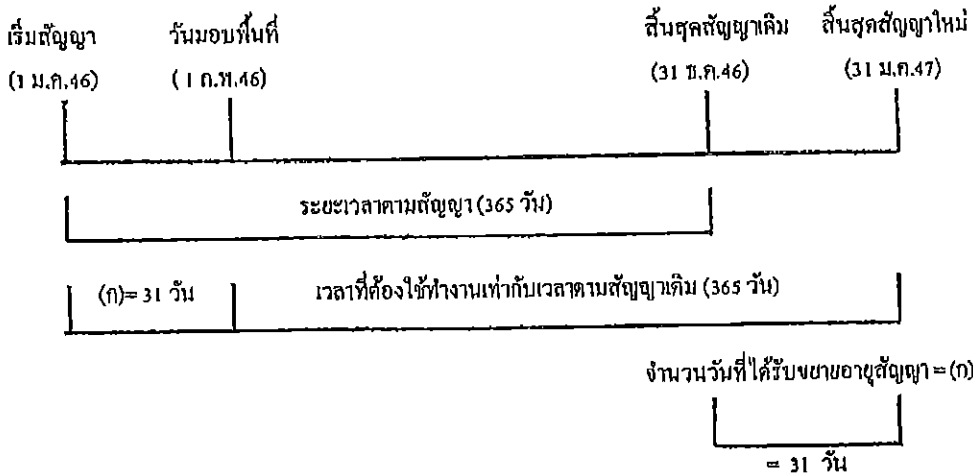 เริ่มสัญญา วันมอบพื้นที่ สิ้นสุดสัญญาเดิม สิ้นสุดสัญญาใหม่
(1 ม.ค.46) (1 ก.พ.46) (31 ธ.ค.46) (31 ม.ค.47)
ระยะเวลาตามสัญญา (365 วัน)
(ก)= 31 วัน เวลาที่ต้องใช้ทำงานเท่ากับเวลาตามสัญญาเดิม (365 วัน)
จำนวนวันที่ได้รับขยายอายุสัญญา = (ก)
= 31 วัน